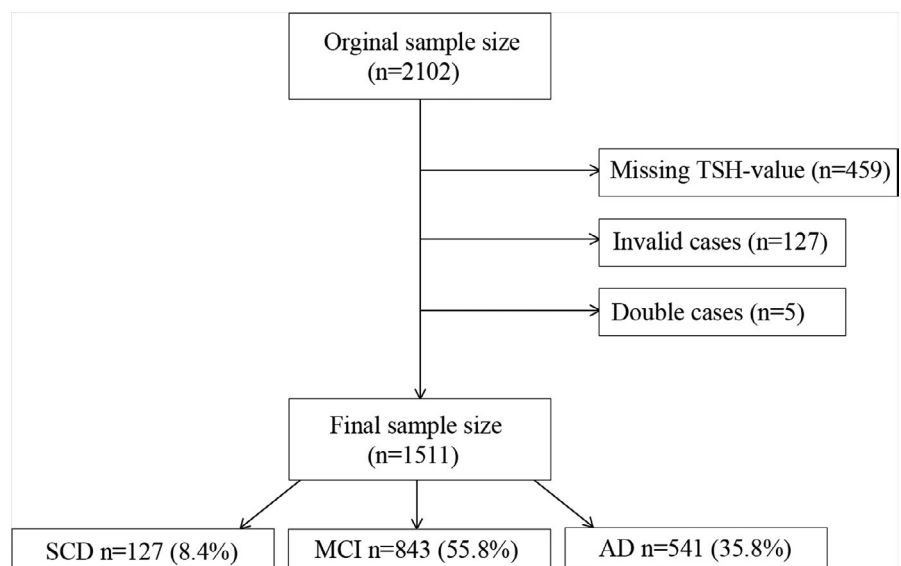 Orginal sample size
(n=2102)
Missing TSH-value (n=459)
Invalid cases (n=127)
Double cases (n=5)
Final sample size
(n=1511)
SCD n=127 (8.4%)
MCI n=843 (55.8%)
AD n=541 (35.8%)